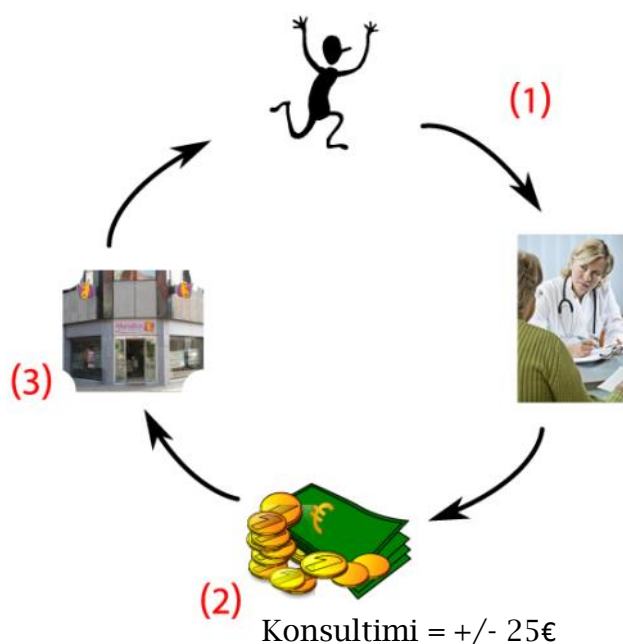 (1)
(3)
(2)
Konsultimi = +/- 25€